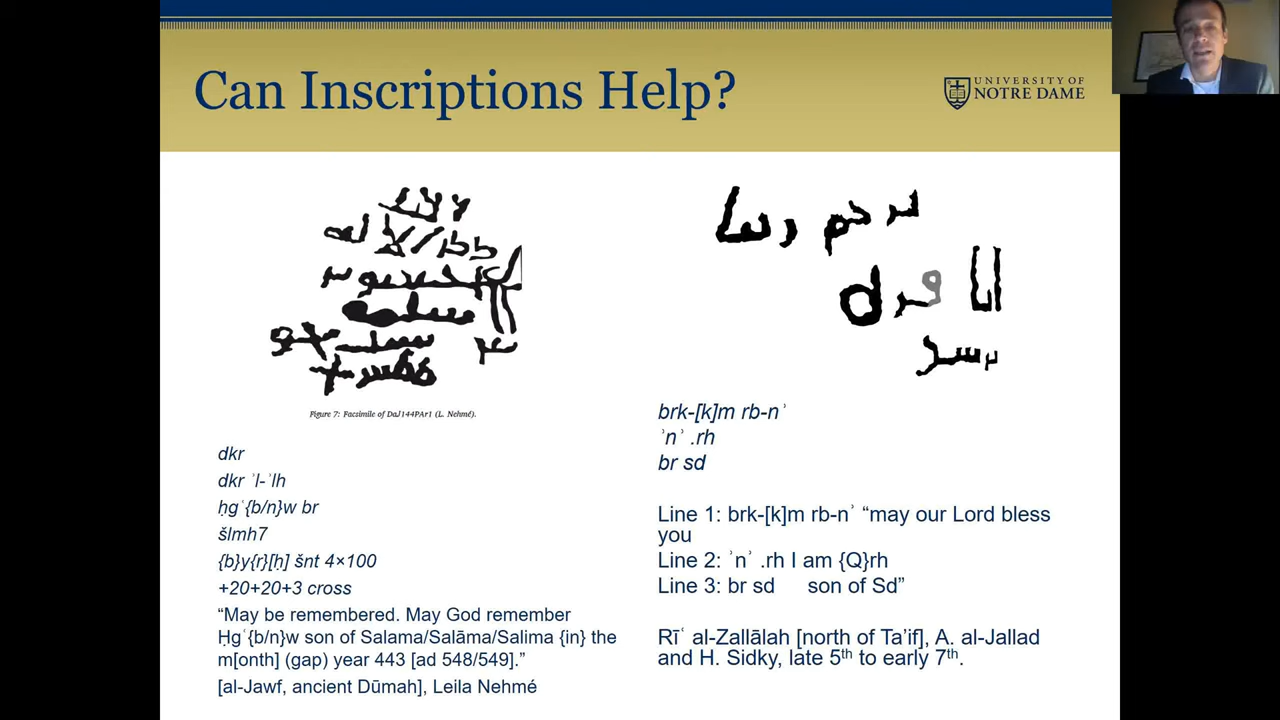 Can Inscriptions Help?
UNIVERSITY OF
NOTRE DAME
Figure 7: Facsimile of DaJ144PAr1 (L. Nehmé).
dkr
dkr ʾl-ʾlh
ḥgʿ{b/n}w br
šlmh7
{b}y{r}[ḥ] šnt 4×100
+20+20+3 cross
“May be remembered. May God remember
Ḥgʿ{b/n}w son of Salama/Salāma/Salima {in} the
m[onth] (gap) year 443 [ad 548/549].”
[al-Jawf, ancient Dūmah], Leila Nehmé
brk-[k]m rb-nʾ
ʾnʾ .rh
br sd
Line 1: brk-[k]m rb-nʾ “may our Lord bless
you
Line 2: ʾnʾ .rh I am {Q}rh
Line 3: br sd son of Sd”
Rīʿ al-Zallālah [north of Ta’if], A. al-Jallad
and H. Sidky, late 5th to early 7th.